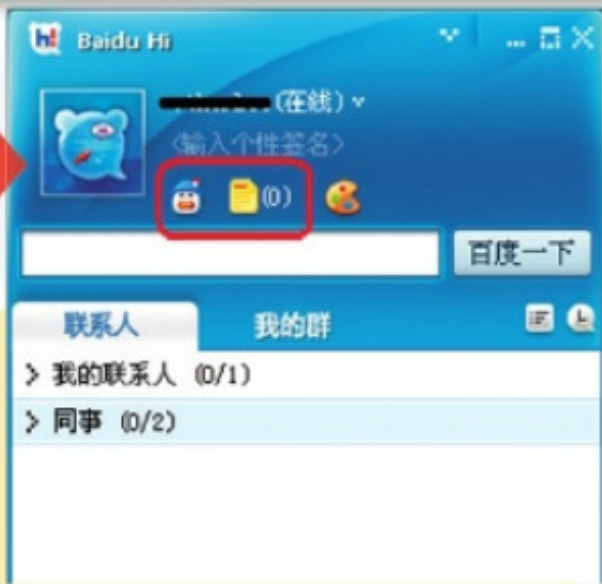 Baidu Hi
(在线)
<输入个性签名>
(0)
百度一下
联系人 我的群
我的联系人 (0/1)
同事 (0/2)